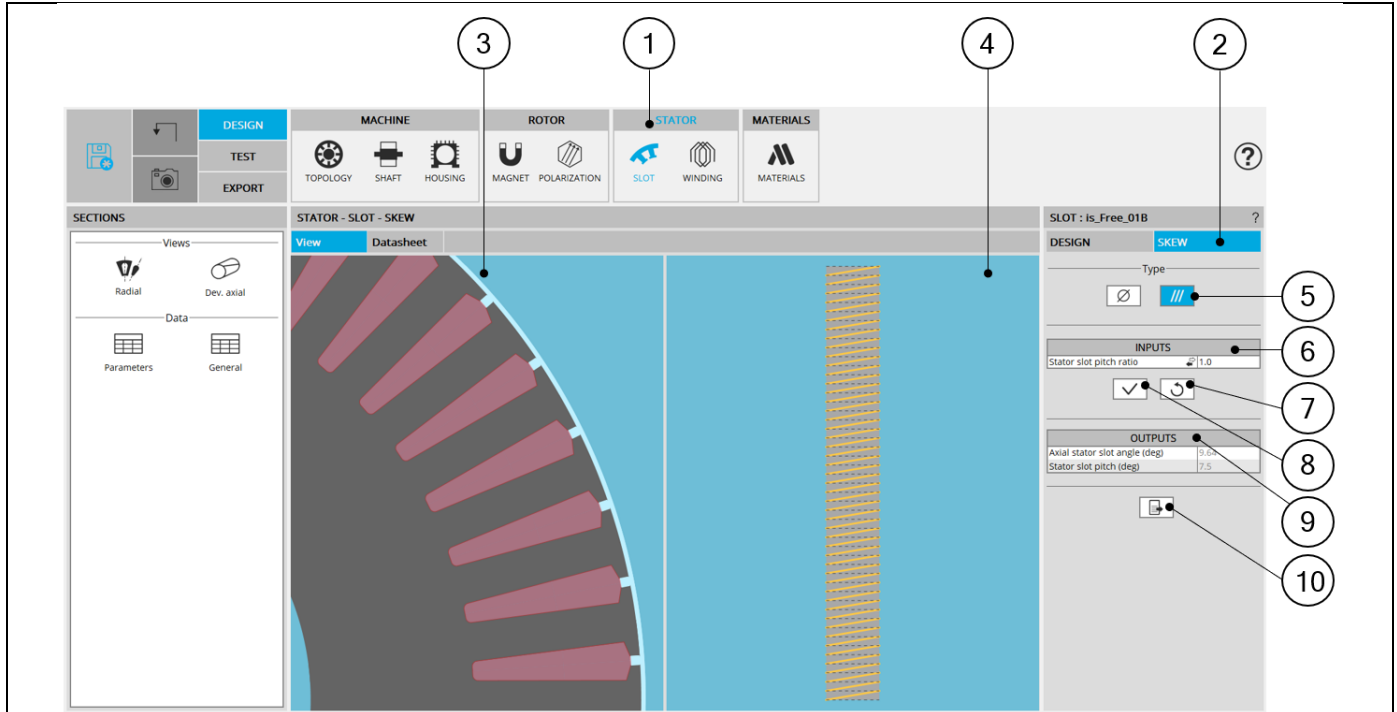 3 1 4 2
DESIGN
TEST
EXPORT
MACHINE ROTOR STATOR MATERIALS
TOPOLOGY SHAFT HOUSING MAGNET POLARIZATION SLOT WINDING MATERIALS
?
SECTIONS
Views
Radial Dev. axial
Data
Parameters General
STATOR - SLOT - SKEW
View Datasheet
SLOT : is_Free_01B ?
DESIGN SKEW
Type
5
INPUTS
6
Stator slot pitch ratio 1.0
7
OUTPUTS
Axial stator slot angle (deg) 9.64
Stator slot pitch (deg) 7.5
8
9
10